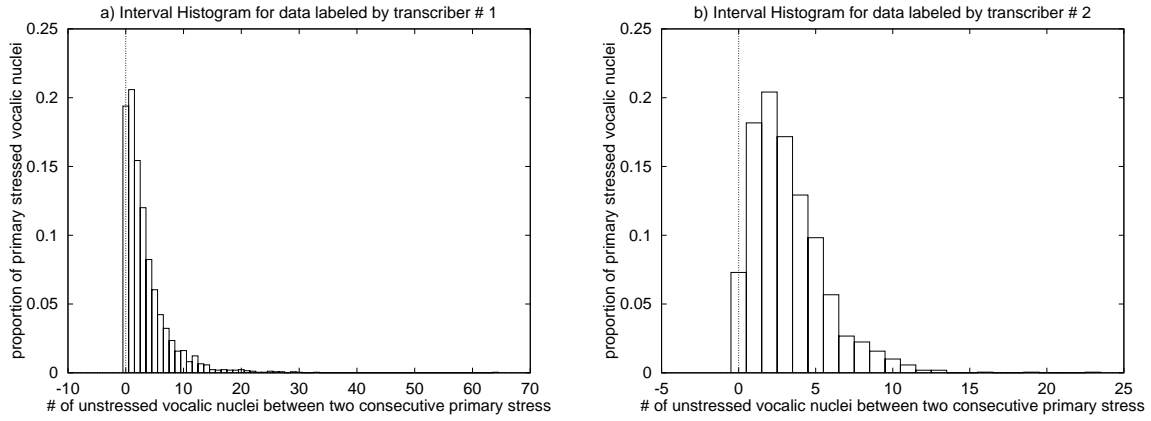 a) Interval Histogram for data labeled by transcriber # 1
proportion of primary stressed vocalic nuclei
0.25
0.2
0.15
0.1
0.05
0
-10 0 10 20 30 40 50 60 70
# of unstressed vocalic nuclei between two consecutive primary stress
b) Interval Histogram for data labeled by transcriber # 2
proportion of primary stressed vocalic nuclei
0.25
0.2
0.15
0.1
0.05
0
-5 0 5 10 15 20 25
# of unstressed vocalic nuclei between two consecutive primary stress